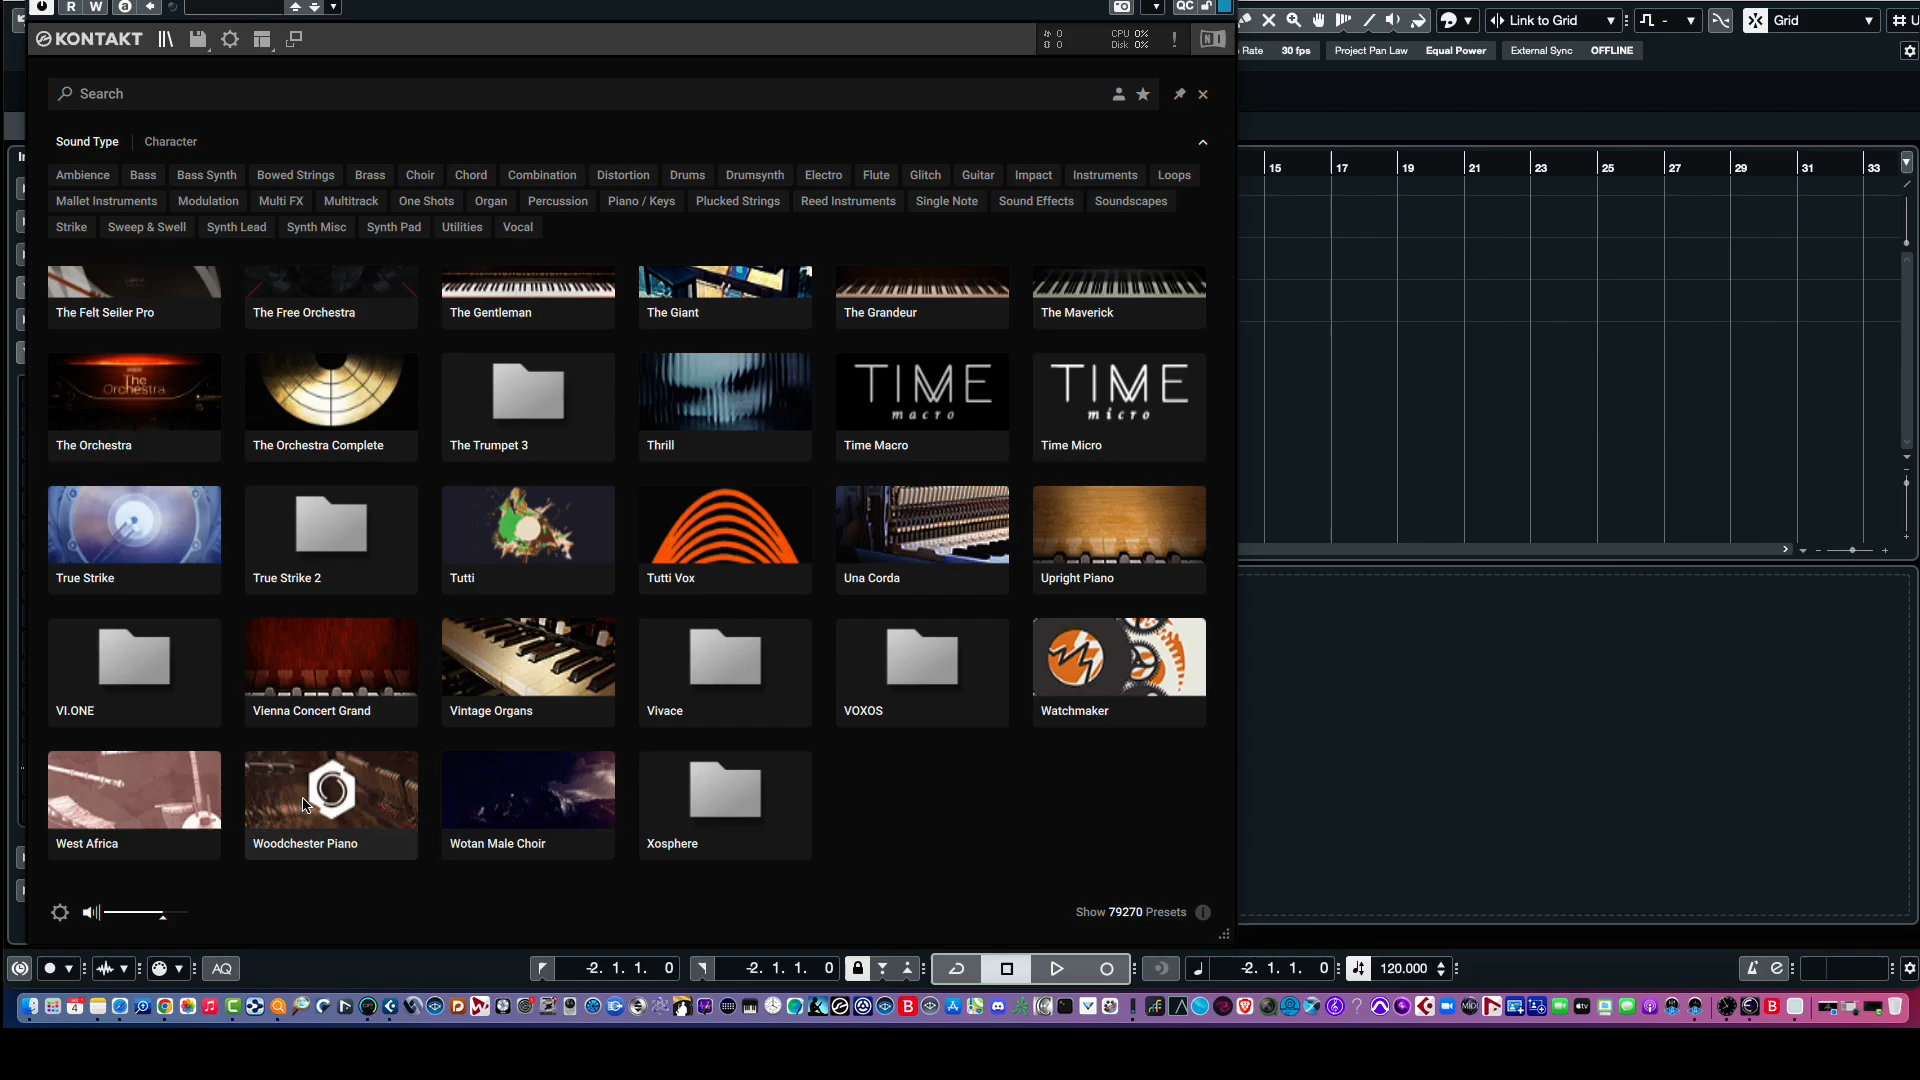 R W a QC
Link to Grid - Grid U
KONTAKT
0
0
CPU 0%
Disk 0%
! NI
Rate 30 fps Project Pan Law Equal Power External Sync OFFLINE
Search
Sound Type Character
15 17 19 21 23 25 27 29 31 33
Ambience Bass Bass Synth Bowed Strings Brass Choir Chord Combination Distortion Drums Drumsynth Electro Flute Glitch Guitar Impact Instruments Loops
Mallet Instruments Modulation Multi FX Multitrack One Shots Organ Percussion Piano / Keys Plucked Strings Reed Instruments Single Note Sound Effects Soundscapes
Strike Sweep & Swell Synth Lead Synth Misc Synth Pad Utilities Vocal
The Felt Seiler Pro The Free Orchestra The Gentleman The Giant The Grandeur The Maverick
The Orchestra
TIME macro
TIME micro
The Orchestra The Orchestra Complete The Trumpet 3 Thrill Time Macro Time Micro
True Strike True Strike 2 Tutti Tutti Vox Una Corda Upright Piano
VI.ONE Vienna Concert Grand Vintage Organs Vivace VOXOS Watchmaker
West Africa Woodchester Piano Wotan Male Choir Xosphere
Show 79270 Presets
AQ -2. 1. 1. 0 -2. 1. 1. 0 -2. 1. 1. 0 120.000